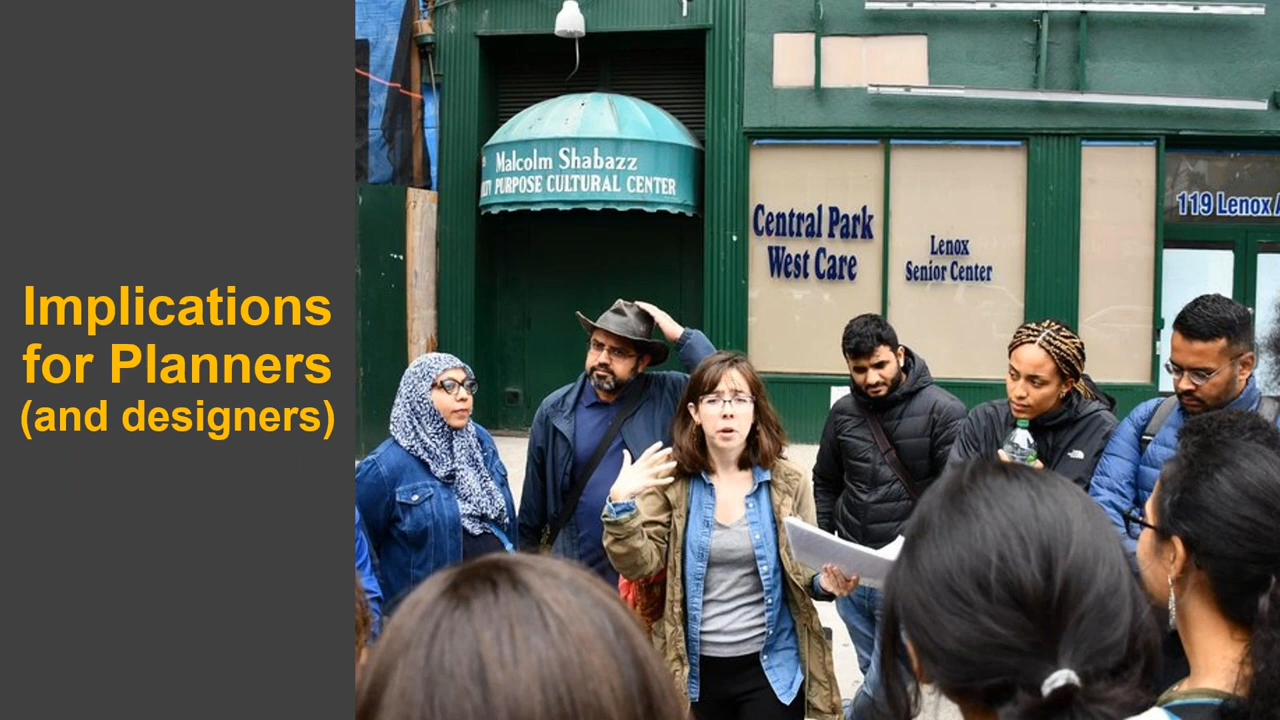 Implications
for Planners
(and designers)
Malcolm Shabazz
PURPOSE CULTURAL CENTER
Central Park
West Care
Lenox
Senior Center
119 Lenox